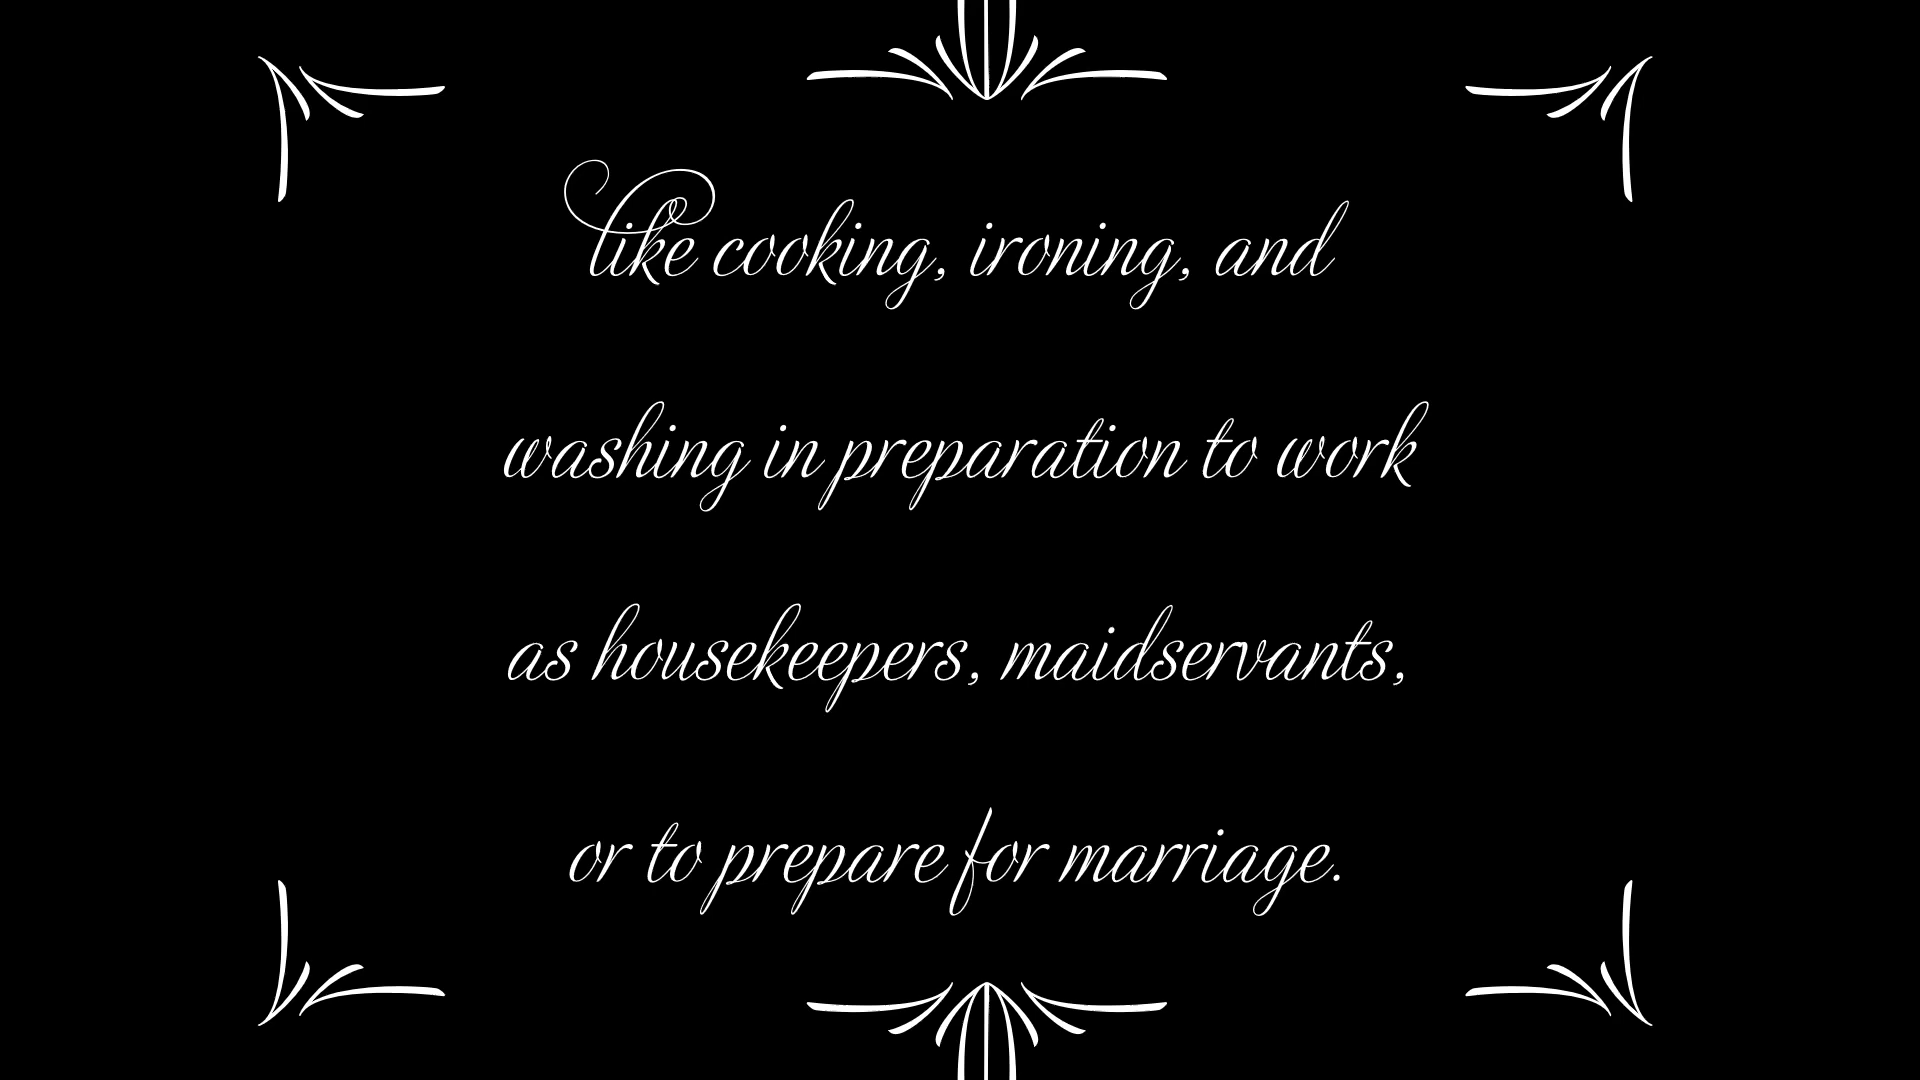 like cooking, ironing, and
washing in preparation to work
as housekeepers, maidservants,
or to prepare for marriage.